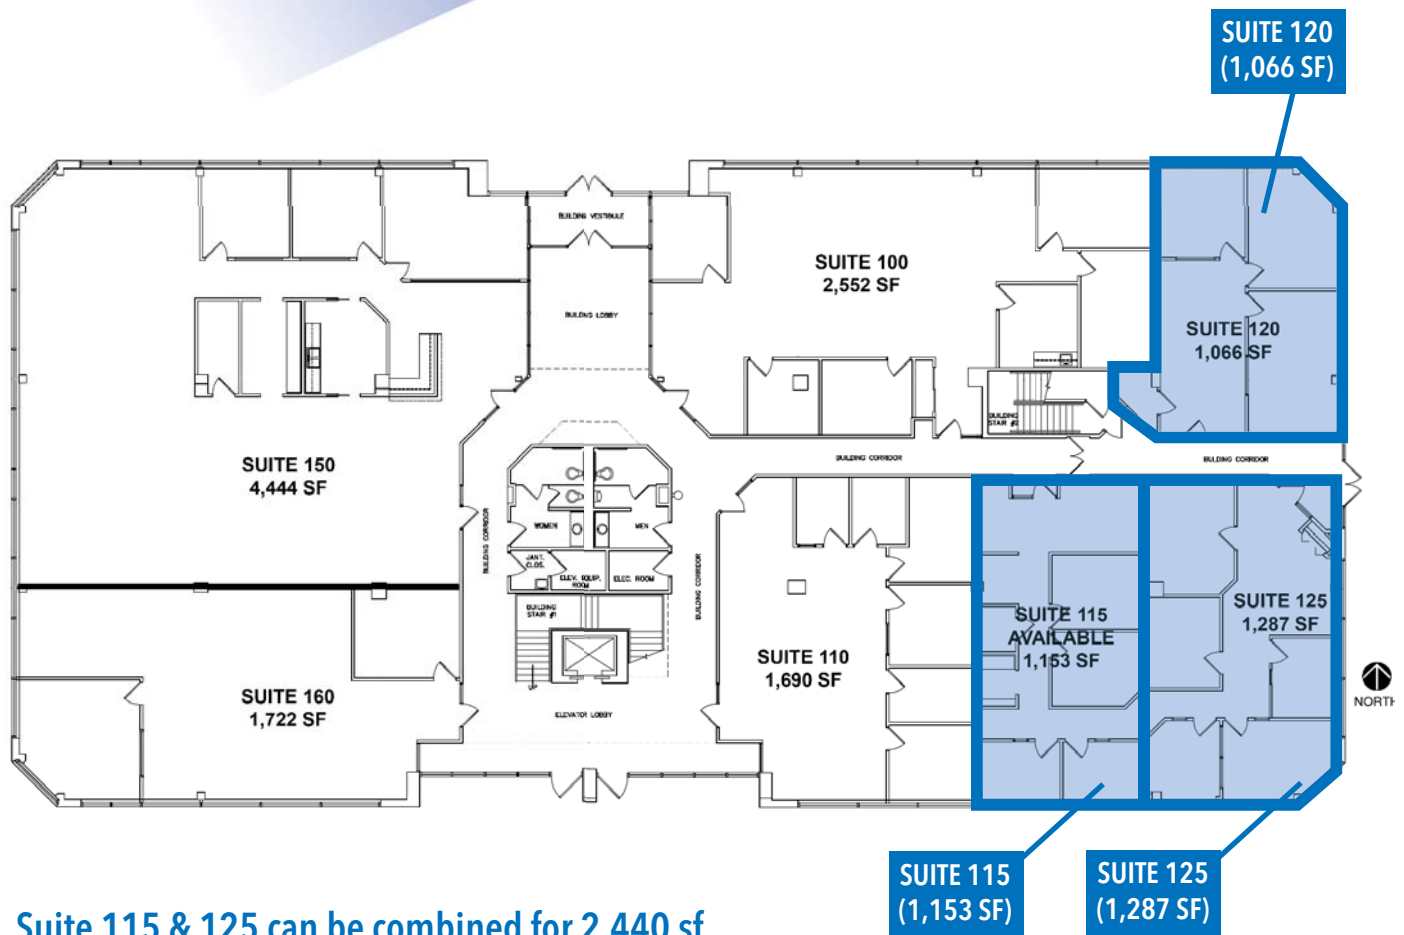 SUITE 120
(1,066 SF)
BUILDING VESTIBULE
SUITE 100
2,552 SF
BUILDING LOBBY
SUITE 120
1,066 SF
BUILDING
STAIR #2
BUILDING CORRIDOR
BUILDING CORRIDOR
SUITE 150
4,444 SF
BUILDING CORRIDOR
WOMEN
MEN
JANT.
CLOS.
ELEV. EQUIP.
ROOM
ELEC. ROOM
BUILDING CORRIDOR
BUILDING
STAIR #1
UP
SUITE 115
AVAILABLE
1,153 SF
SUITE 125
1,287 SF
SUITE 110
1,690 SF
SUITE 160
1,722 SF
ELEVATOR LOBBY
NORTH
SUITE 115
(1,153 SF)
SUITE 125
(1,287 SF)
Suite 115 & 125 can be combined for 2,440 sf